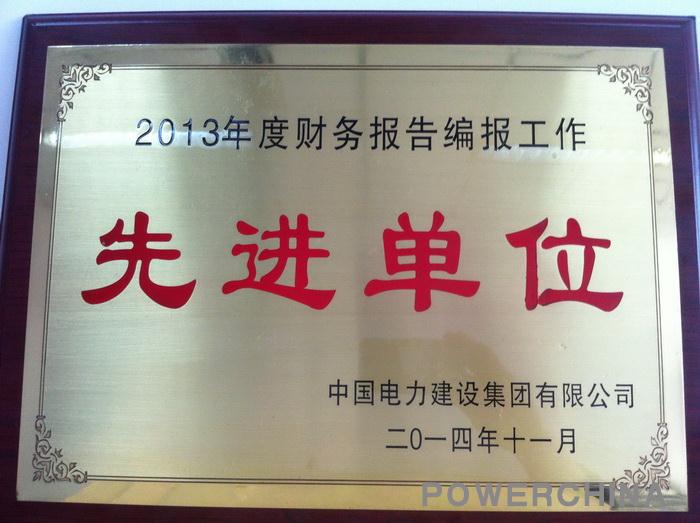 2013年度财务报告编报工作
先进单位
中国电力建设集团有限公司
二〇一四年十一月
POWERCHINA